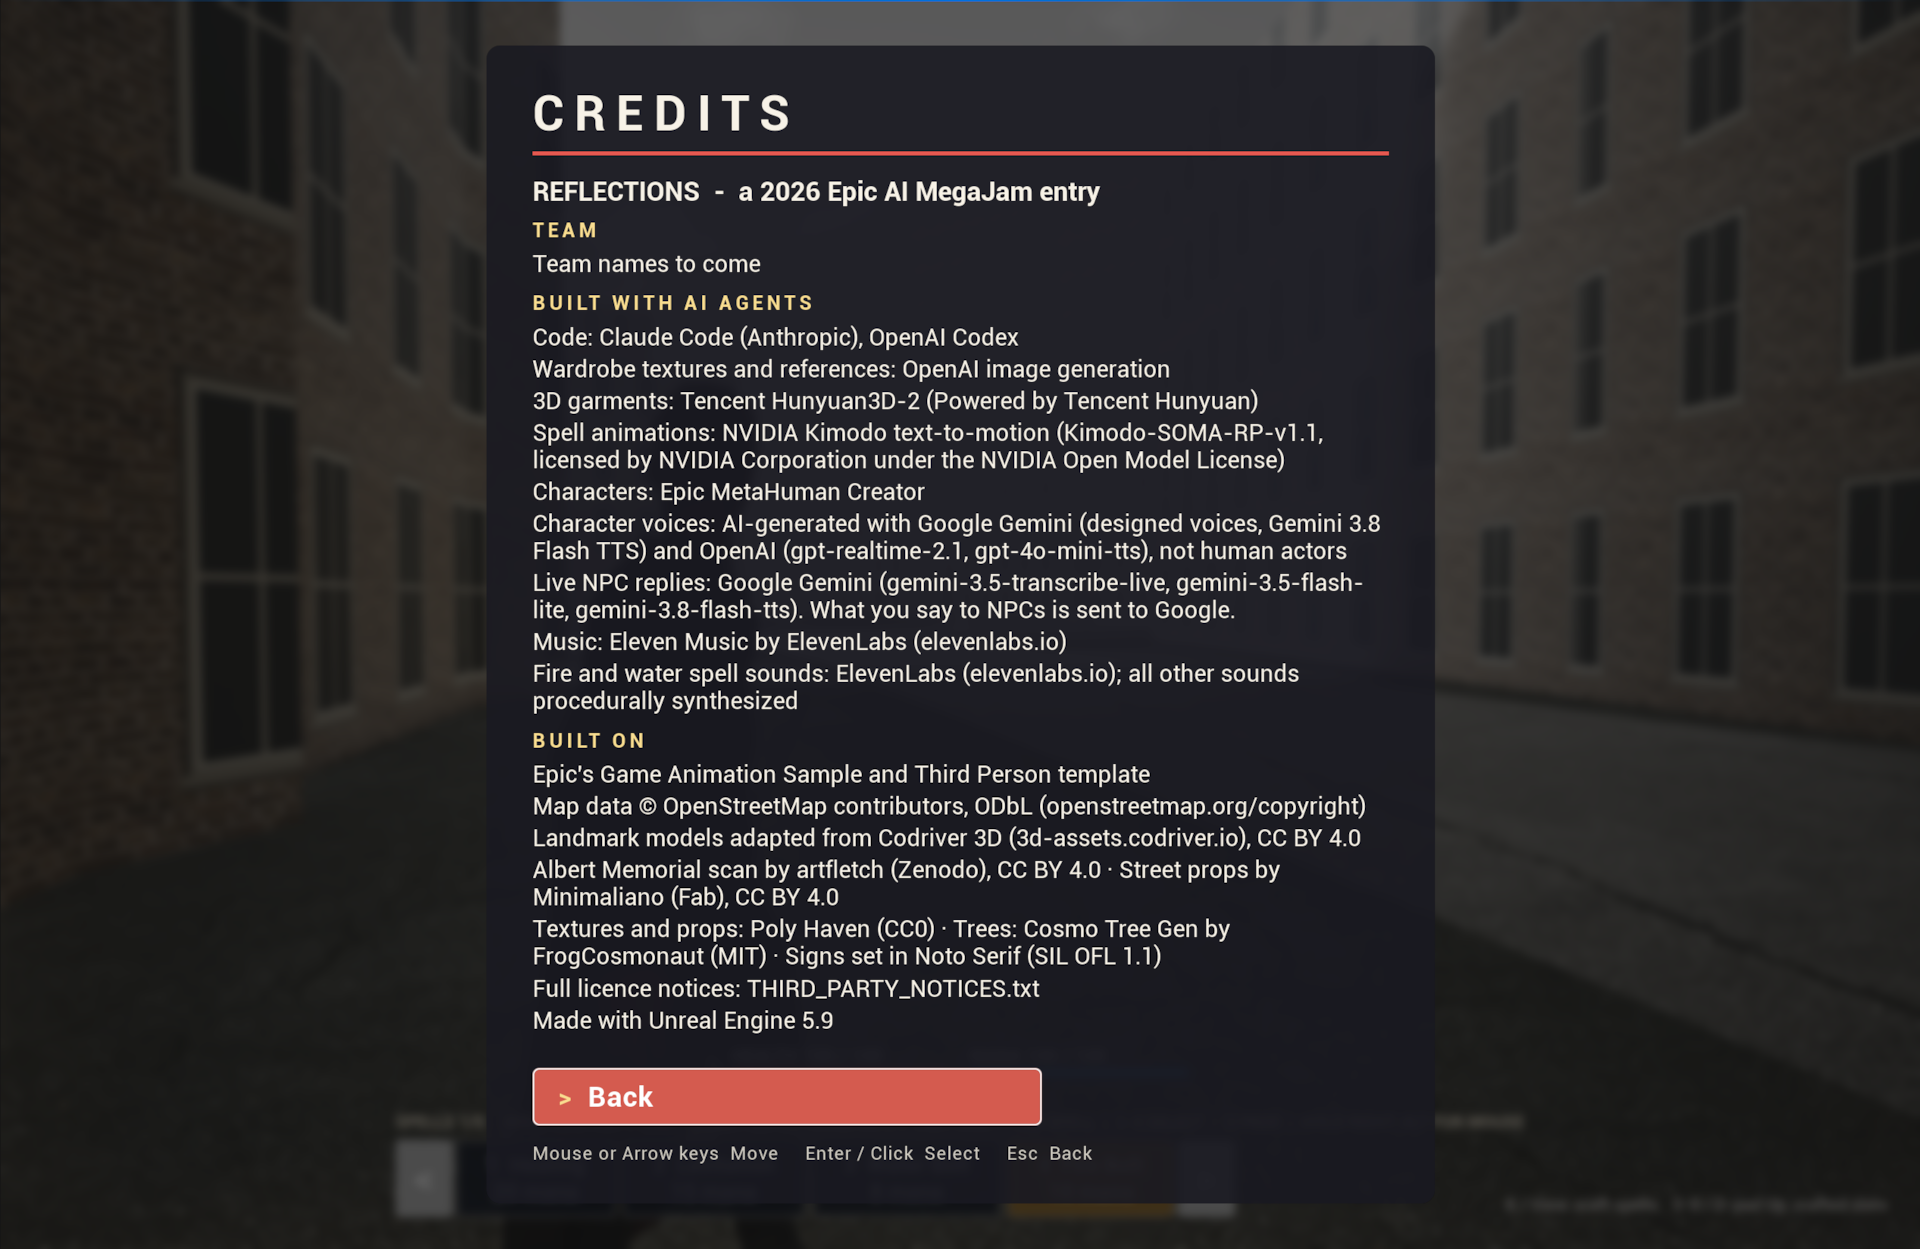 CREDITS
REFLECTIONS - a 2026 Epic AI MegaJam entry
TEAM
Team names to come
BUILT WITH AI AGENTS
Code: Claude Code (Anthropic), OpenAI Codex
Wardrobe textures and references: OpenAI image generation
3D garments: Tencent Hunyuan3D-2 (Powered by Tencent Hunyuan)
Spell animations: NVIDIA Kimodo text-to-motion (Kimodo-SOMA-RP-v1.1,
licensed by NVIDIA Corporation under the NVIDIA Open Model License)
Characters: Epic MetaHuman Creator
Character voices: AI-generated with Google Gemini (designed voices, Gemini 3.8
Flash TTS) and OpenAI (gpt-realtime-2.1, gpt-4o-mini-tts), not human actors
Live NPC replies: Google Gemini (gemini-3.5-transcribe-live, gemini-3.5-flash-
lite, gemini-3.8-flash-tts). What you say to NPCs is sent to Google.
Music: Eleven Music by ElevenLabs (elevenlabs.io)
Fire and water spell sounds: ElevenLabs (elevenlabs.io); all other sounds
procedurally synthesized
BUILT ON
Epic's Game Animation Sample and Third Person template
Map data © OpenStreetMap contributors, ODbL (openstreetmap.org/copyright)
Landmark models adapted from Codriver 3D (3d-assets.codriver.io), CC BY 4.0
Albert Memorial scan by artfletch (Zenodo), CC BY 4.0 · Street props by
Minimaliano (Fab), CC BY 4.0
Textures and props: Poly Haven (CC0) · Trees: Cosmo Tree Gen by
FrogCosmonaut (MIT) · Signs set in Noto Serif (SIL OFL 1.1)
Full licence notices: THIRD_PARTY_NOTICES.txt
Made with Unreal Engine 5.9
> Back
Mouse or Arrow keys Move Enter / Click Select Esc Back